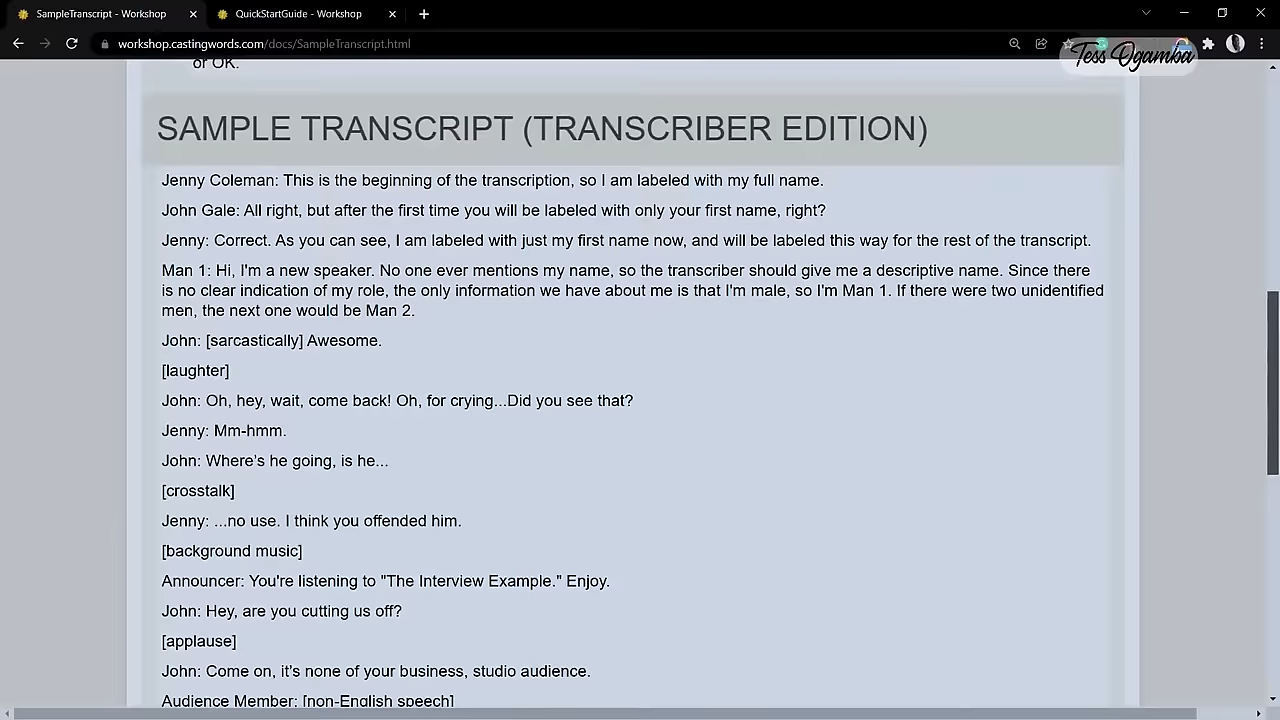 SampleTranscript - Workshop
QuickStartGuide - Workshop
workshop.castingwords.com/docs/SampleTranscript.html
Tess Ogamka
or OK.
SAMPLE TRANSCRIPT (TRANSCRIBER EDITION)
Jenny Coleman: This is the beginning of the transcription, so I am labeled with my full name.
John Gale: All right, but after the first time you will be labeled with only your first name, right?
Jenny: Correct. As you can see, I am labeled with just my first name now, and will be labeled this way for the rest of the transcript.
Man 1: Hi, I'm a new speaker. No one ever mentions my name, so the transcriber should give me a descriptive name. Since there
is no clear indication of my role, the only information we have about me is that I'm male, so I'm Man 1. If there were two unidentified
men, the next one would be Man 2.
John: [sarcastically] Awesome.
[laughter]
John: Oh, hey, wait, come back! Oh, for crying...Did you see that?
Jenny: Mm-hmm.
John: Where's he going, is he...
[crosstalk]
Jenny: ...no use. I think you offended him.
[background music]
Announcer: You're listening to "The Interview Example." Enjoy.
John: Hey, are you cutting us off?
[applause]
John: Come on, it's none of your business, studio audience.
Audience Member: [non-English speech]